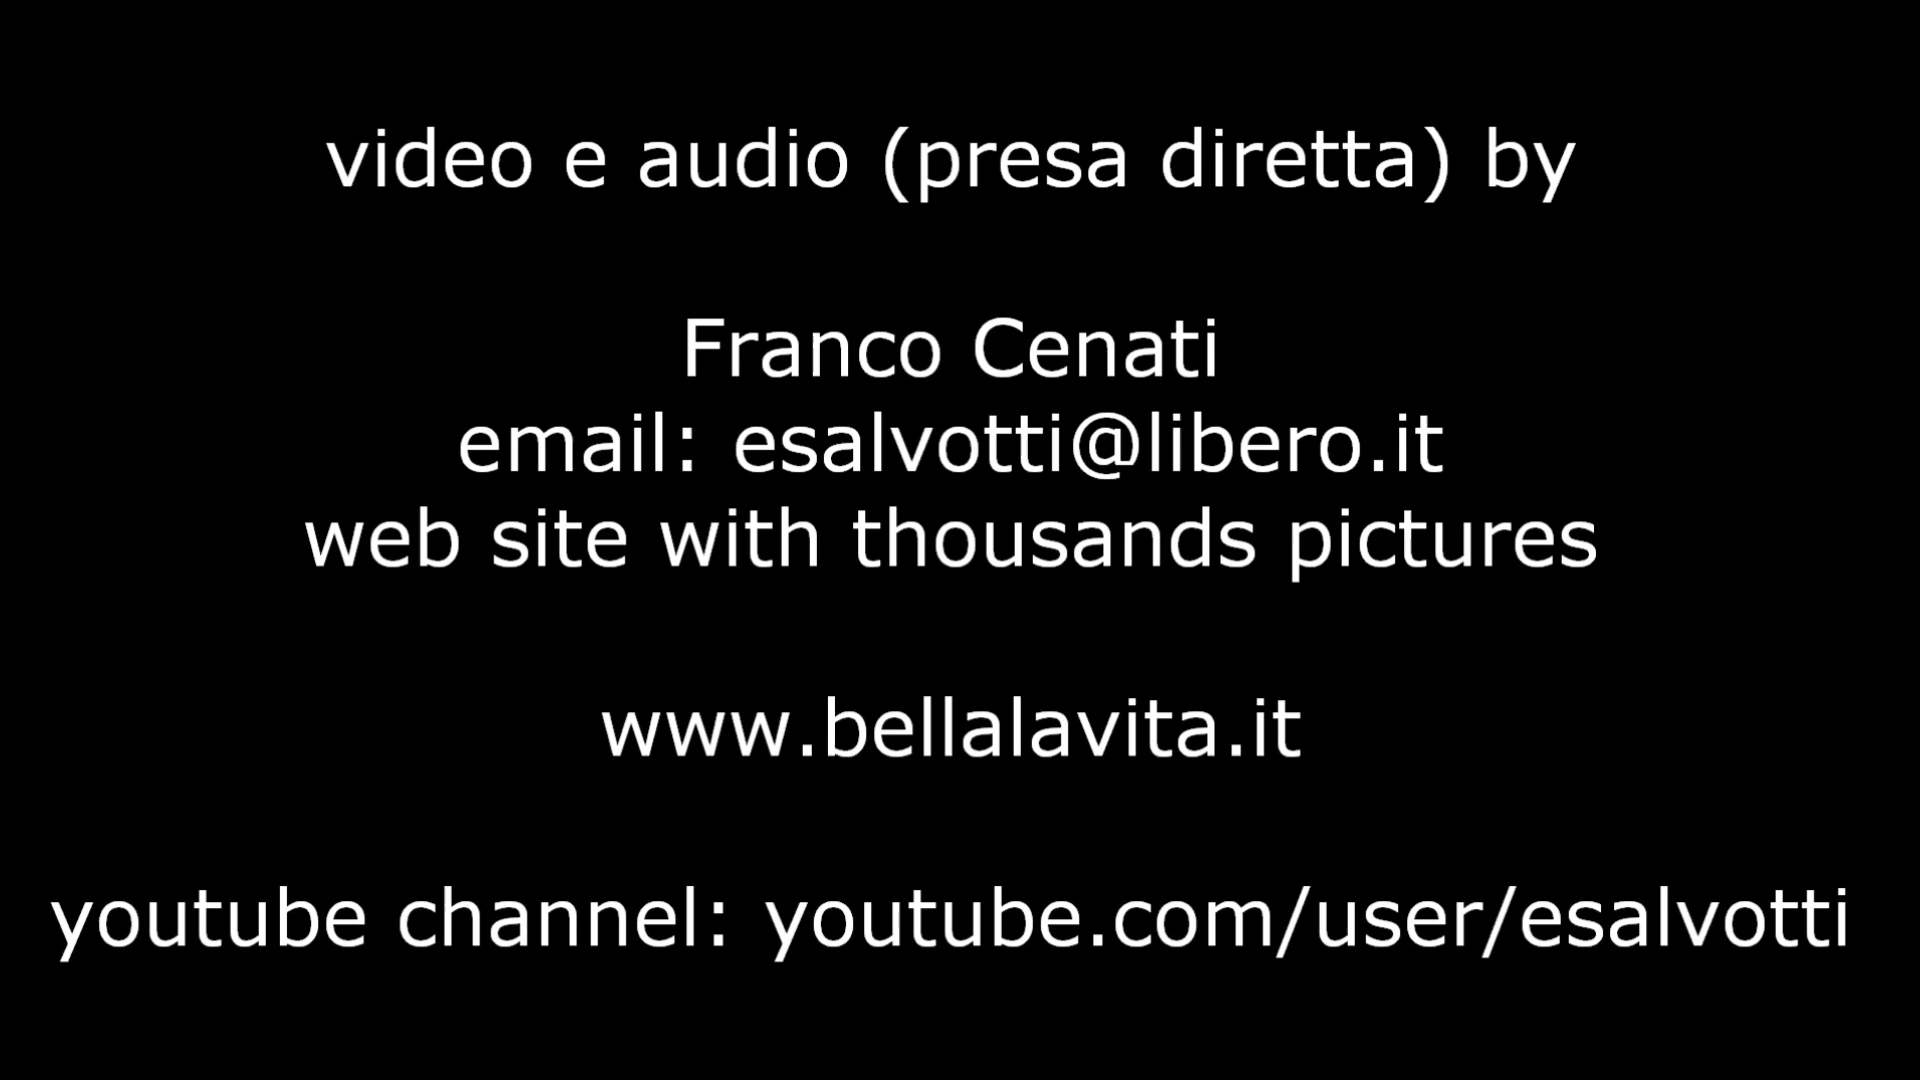 video e audio (presa diretta) by
Franco Cenati
email: esalvotti@libero.it
web site with thousands pictures
www.bellalavita.it
youtube channel: youtube.com/user/esalvotti